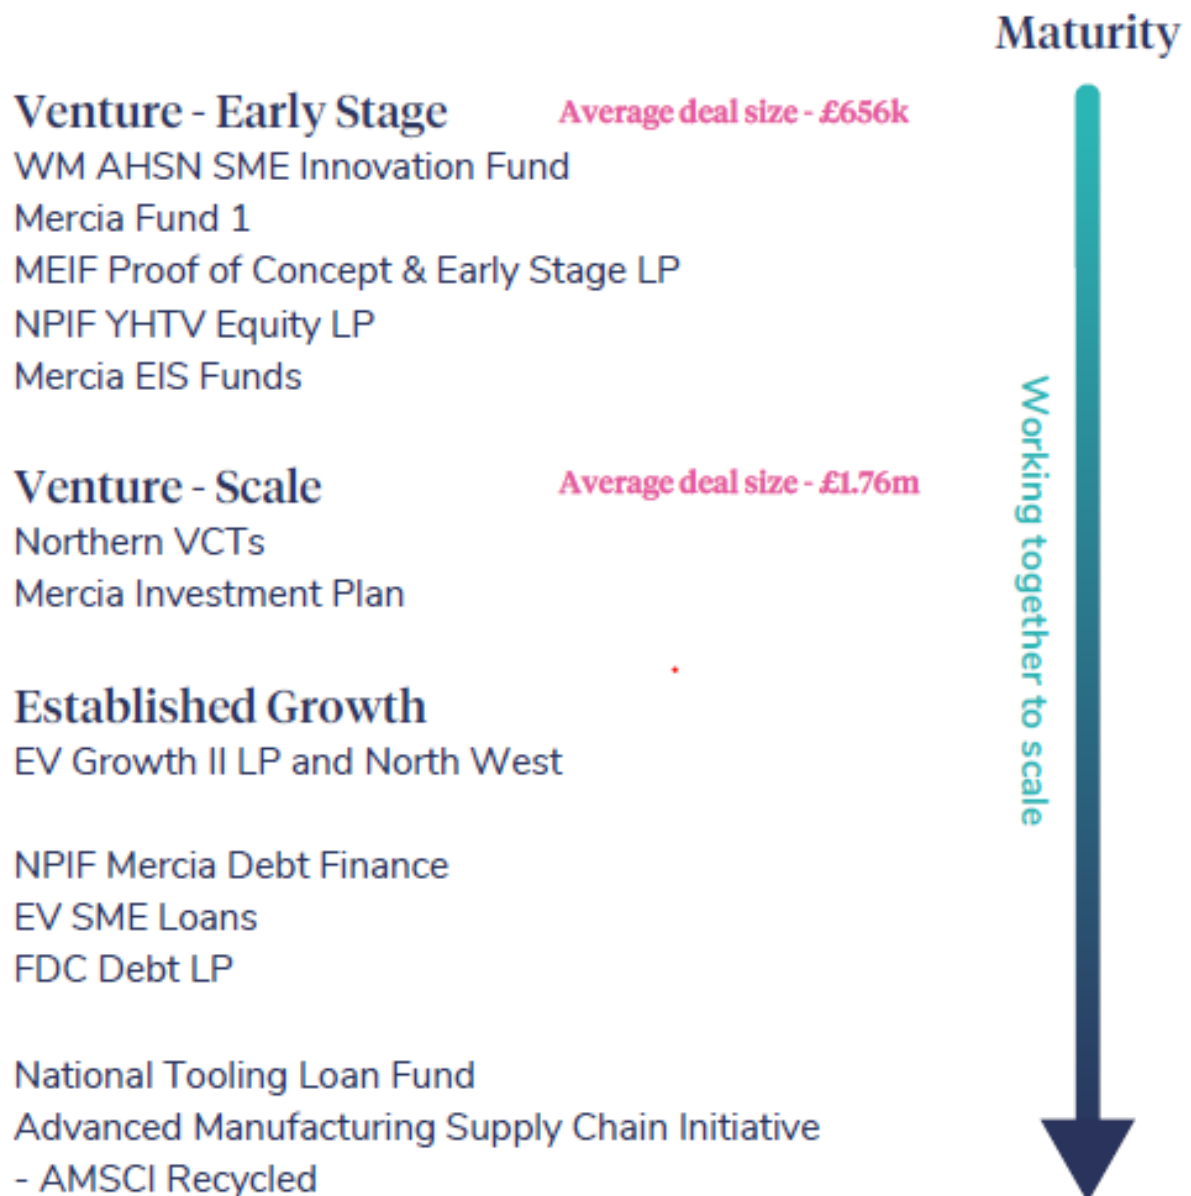 Maturity
Venture - Early Stage
Average deal size - £656k
WM AHSN SME Innovation Fund
Mercia Fund 1
MEIF Proof of Concept & Early Stage LP
NPIF YHTV Equity LP
Mercia EIS Funds
Venture - Scale
Average deal size - £1.76m
Northern VCTs
Mercia Investment Plan
Established Growth
EV Growth II LP and North West
NPIF Mercia Debt Finance
EV SME Loans
FDC Debt LP
National Tooling Loan Fund
Advanced Manufacturing Supply Chain Initiative
- AMSCI Recycled
Working together to scale